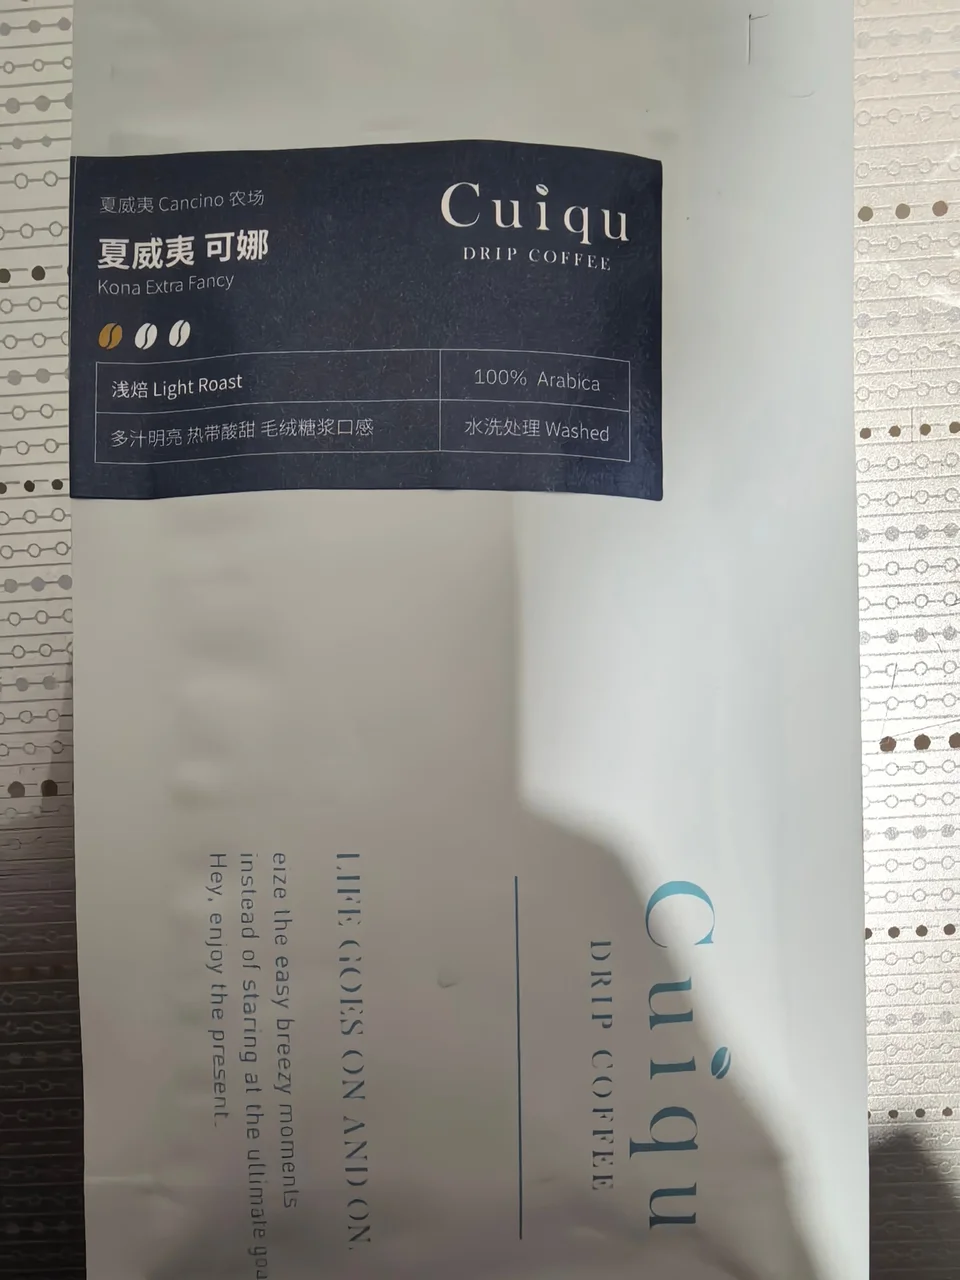 夏威夷 Cancino 农场
夏威夷 可娜
Kona Extra Fancy
Cuiqu
DRIP COFFEE
浅焙 Light Roast
100% Arabica
多汁明亮 热带酸甜 毛绒糖浆口感
水洗处理 Washed
Cuiqu
DRIP COFFEE
LIFE GOES ON AND ON.
eize the easy breezy moments
instead of staring at the ultimate goa
Hey, enjoy the present.